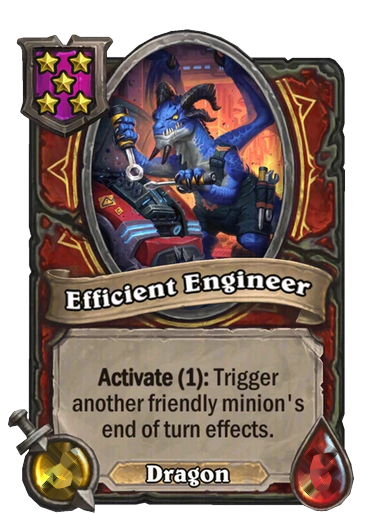 Efficient Engineer
Activate (1): Trigger
another friendly minion's
end of turn effects.
Dragon